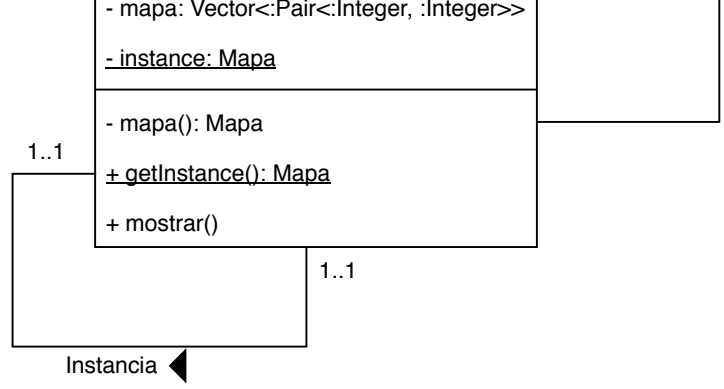 - mapa: Vector<:Pair<:Integer, :Integer>>
- instance: Mapa
- mapa(): Mapa
1..1
+ getInstance(): Mapa
+ mostrar()
1..1
Instancia